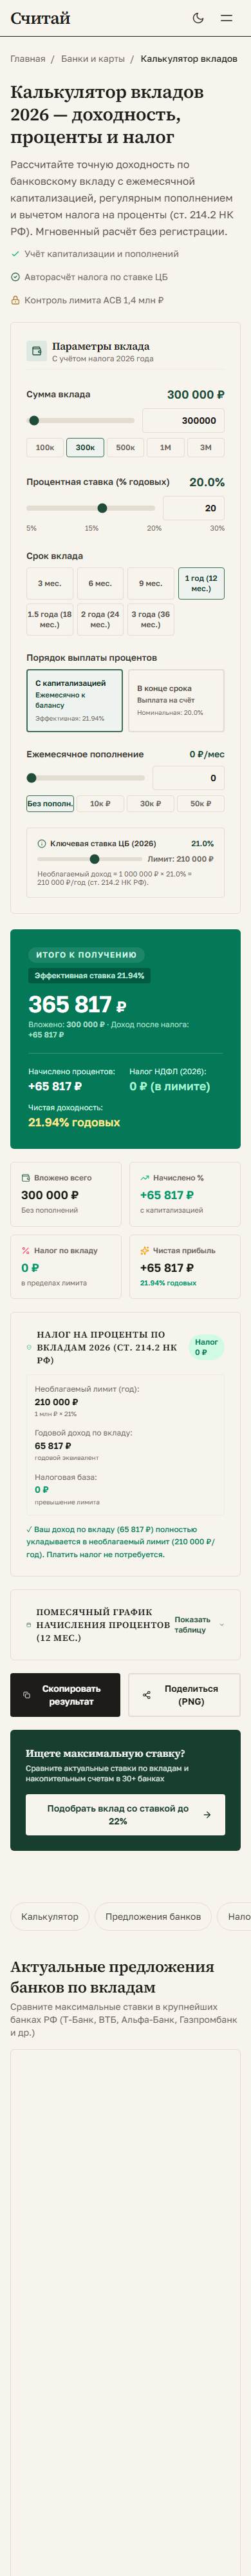 Считай
Главная / Банки и карты / Калькулятор вкладов
Калькулятор вкладов
2026 — доходность,
проценты и налог
Рассчитайте точную доходность по
банковскому вкладу с ежемесячной
капитализацией, регулярным пополнением
и вычетом налога на проценты (ст. 214.2 НК
РФ). Мгновенный расчёт без регистрации.
Учёт капитализации и пополнений
Авторасчёт налога по ставке ЦБ
Контроль лимита АСВ 1,4 млн ₽
Параметры вклада
С учётом налога 2026 года
Сумма вклада 300 000 ₽
300000
100к 300к 500к 1М 3М
Процентная ставка (% годовых) 20.0%
20
5% 15% 20% 30%
Срок вклада
3 мес. 6 мес. 9 мес. 1 год (12
мес.)
1.5 года (18
мес.) 2 года (24
мес.) 3 года (36
мес.)
Порядок выплаты процентов
С капитализацией
Ежемесячно к
балансу
Эффективная: 21.94%
В конце срока
Выплата на счёт
Номинальная: 20.0%
Ежемесячное пополнение 0 ₽/мес
0
Без пополн. 10к ₽ 30к ₽ 50к ₽
Ключевая ставка ЦБ (2026) 21.0%
Лимит: 210 000 ₽
Необлагаемый доход = 1 000 000 ₽ × 21.0% =
210 000 ₽/год (ст. 214.2 НК РФ).
ИТОГО К ПОЛУЧЕНИЮ
Эффективная ставка 21.94%
365 817 ₽
Вложено: 300 000 ₽ · Доход после налога:
+65 817 ₽
Начислено процентов:
+65 817 ₽
Налог НДФЛ (2026):
0 ₽ (в лимите)
Чистая доходность:
21.94% годовых
Вложено всего
300 000 ₽
Без пополнений
Начислено %
+65 817 ₽
с капитализацией
Налог по вкладу
0 ₽
в пределах лимита
Чистая прибыль
+65 817 ₽
21.94% годовых
НАЛОГ НА ПРОЦЕНТЫ ПО
ВКЛАДАМ 2026 (СТ. 214.2 НК
РФ)
Налог
0 ₽
Необлагаемый лимит (год):
210 000 ₽
1 млн ₽ × 21%
Годовой доход по вкладу:
65 817 ₽
годовой эквивалент
Налоговая база:
0 ₽
превышение лимита
✓ Ваш доход по вкладу (65 817 ₽) полностью
укладывается в необлагаемый лимит (210 000 ₽/
год). Платить налог не потребуется.
ПОМЕСЯЧНЫЙ ГРАФИК
НАЧИСЛЕНИЯ ПРОЦЕНТОВ
(12 МЕС.)
Показать
таблицу
Скопировать
результат
Поделиться
(PNG)
Ищете максимальную ставку?
Сравните актуальные ставки по вкладам и
накопительным счетам в 30+ банках
Подобрать вклад со ставкой до
22%
Калькулятор Предложения банков Нало
Актуальные предложения
банков по вкладам
Сравните максимальные ставки в крупнейших
банках РФ (Т-Банк, ВТБ, Альфа-Банк, Газпромбанк
и др.)